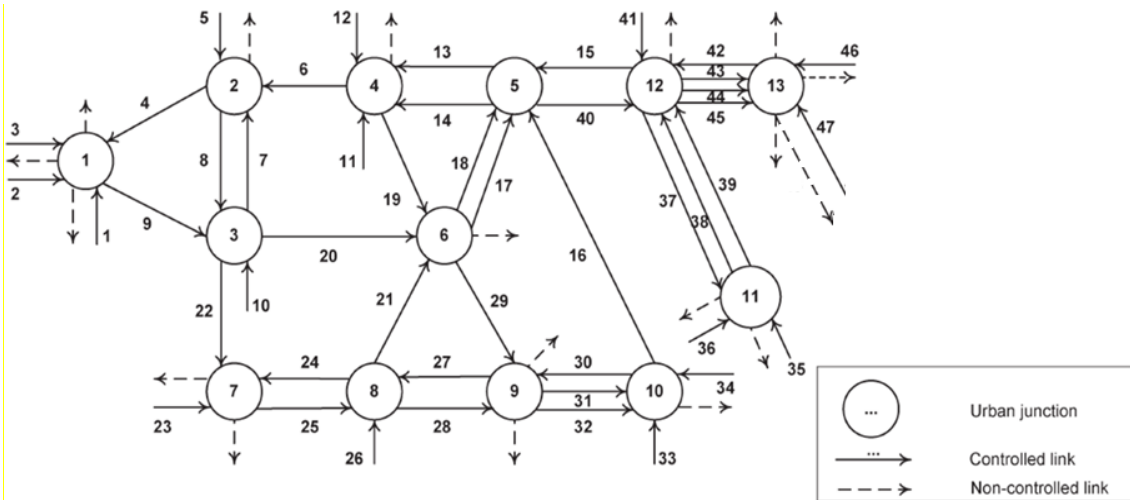 5 12 41
13 15 42 46
6 43
2 4 5 12 13
4 14 40 44
45
3 47
1 8 7 11 18 39
2 19 17 37
38
9 3 6
1 20 16
11
22 10 21 29
36
24 27 30 35
7 8 9 10 34
31
23 25 28 32
26 33
... Urban junction
... Controlled link
Non-controlled link